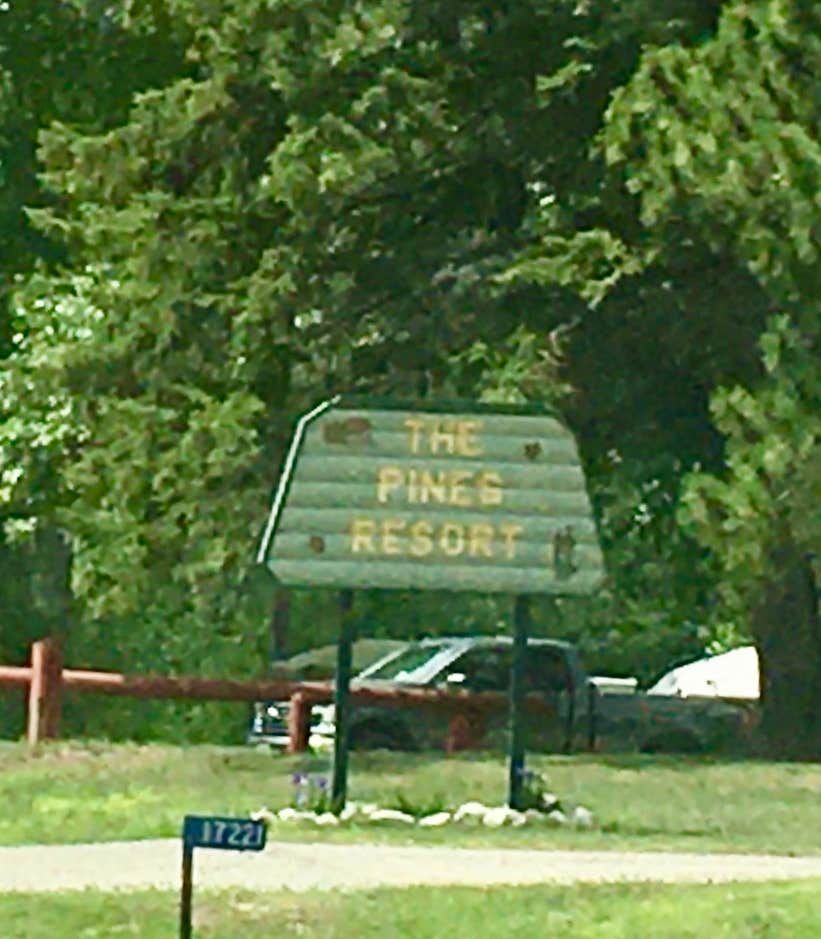 THE
PINES
RESORT
17221